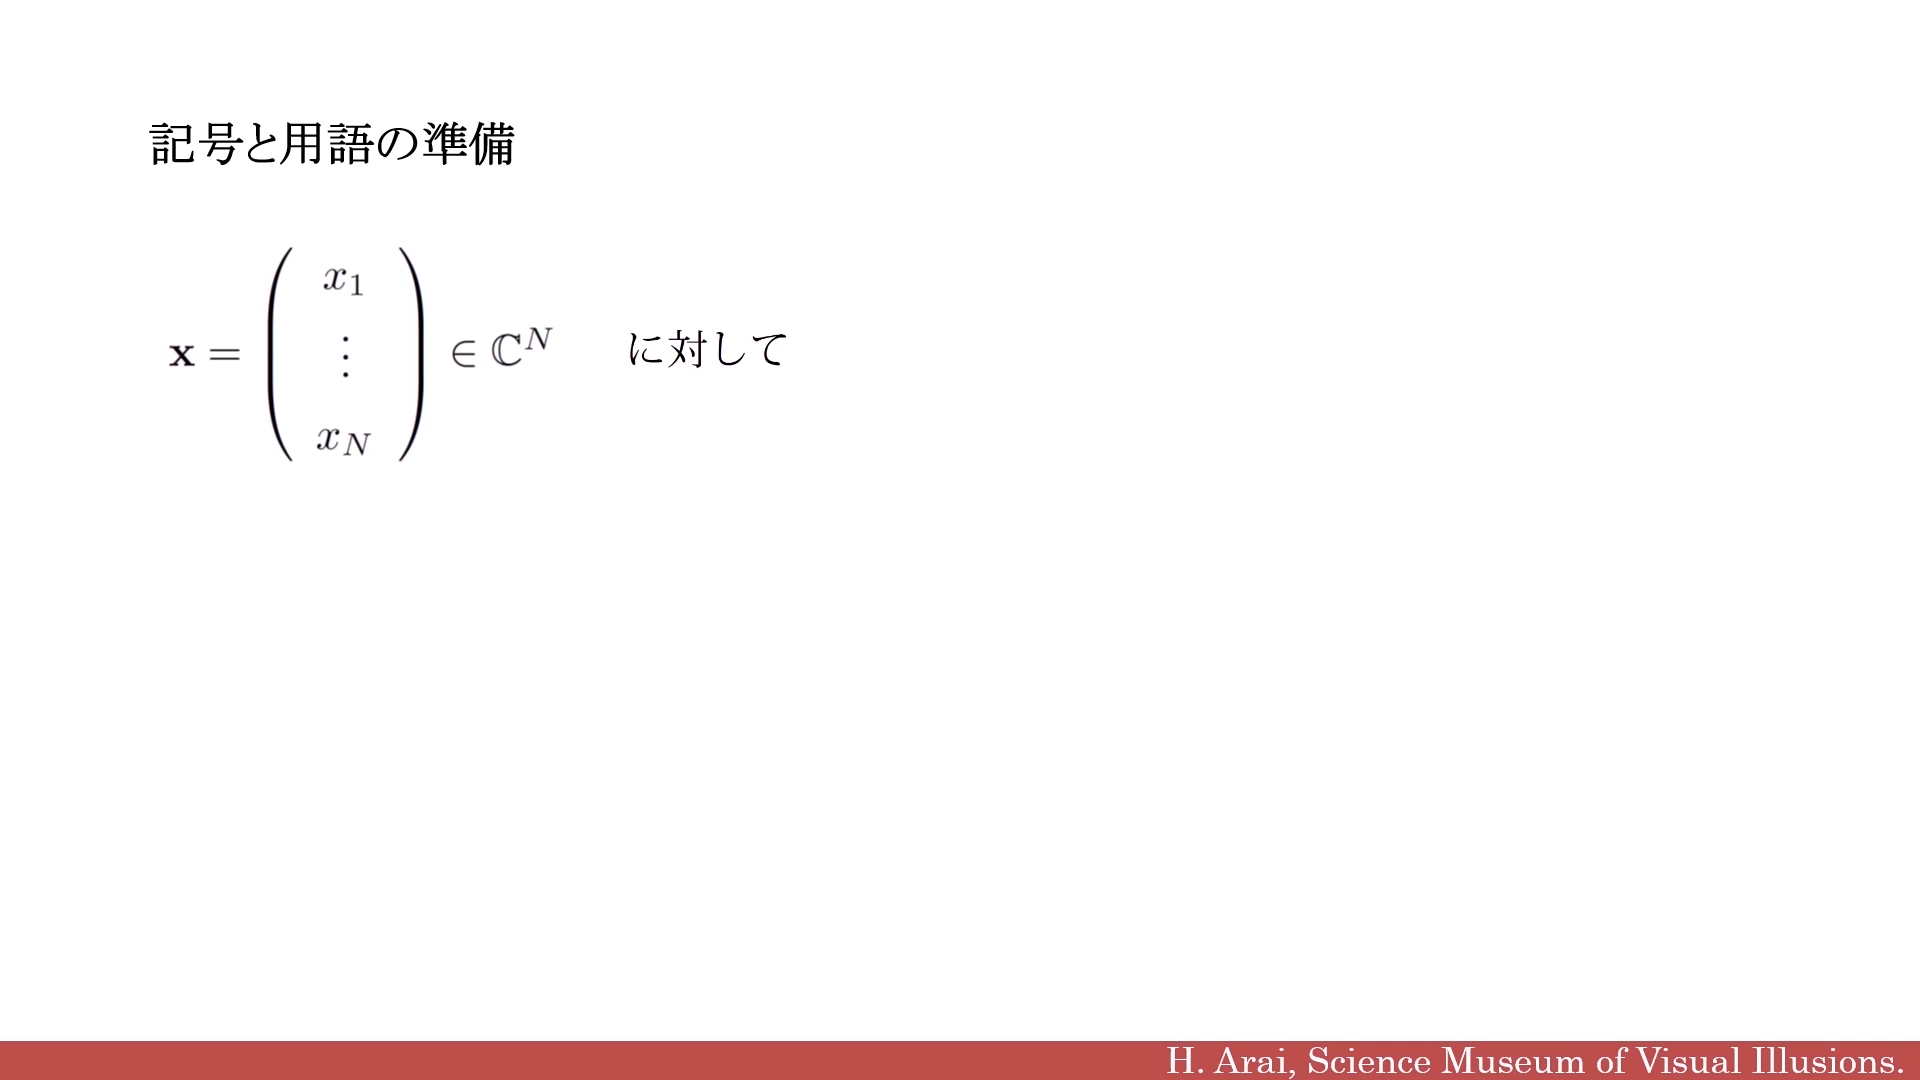 記号と用語の準備
x = ( x_1 ⋮ x_N ) ∈ ℂ^N に対して
H. Arai, Science Museum of Visual Illusions.